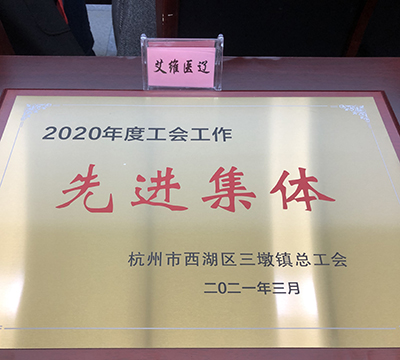 艾维医辽
2020年度工会工作
先进集体
杭州市西湖区三墩镇总工会
二〇二一年三月